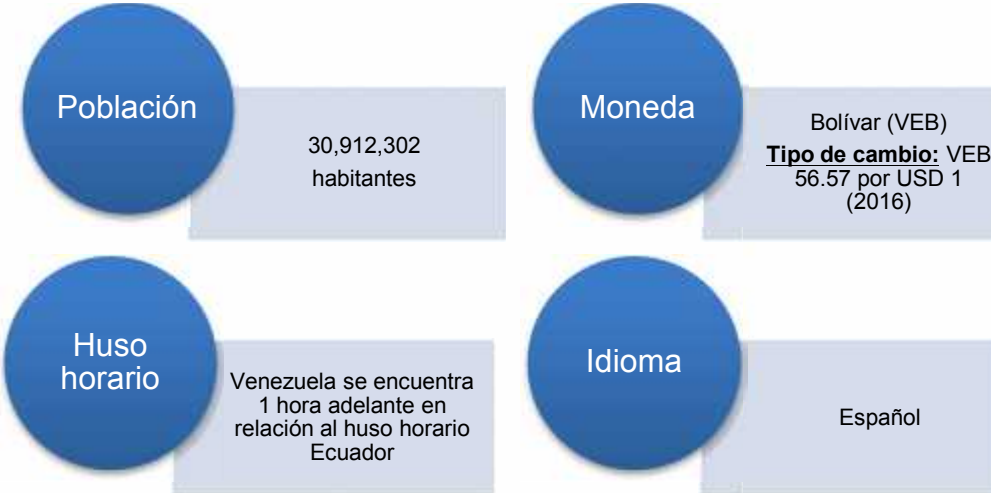 Población
30,912,302
habitantes
Moneda
Bolívar (VEB)
Tipo de cambio: VEB
56.57 por USD 1
(2016)
Huso
horario
Venezuela se encuentra
1 hora adelante en
relación al huso horario
Ecuador
Idioma
Español